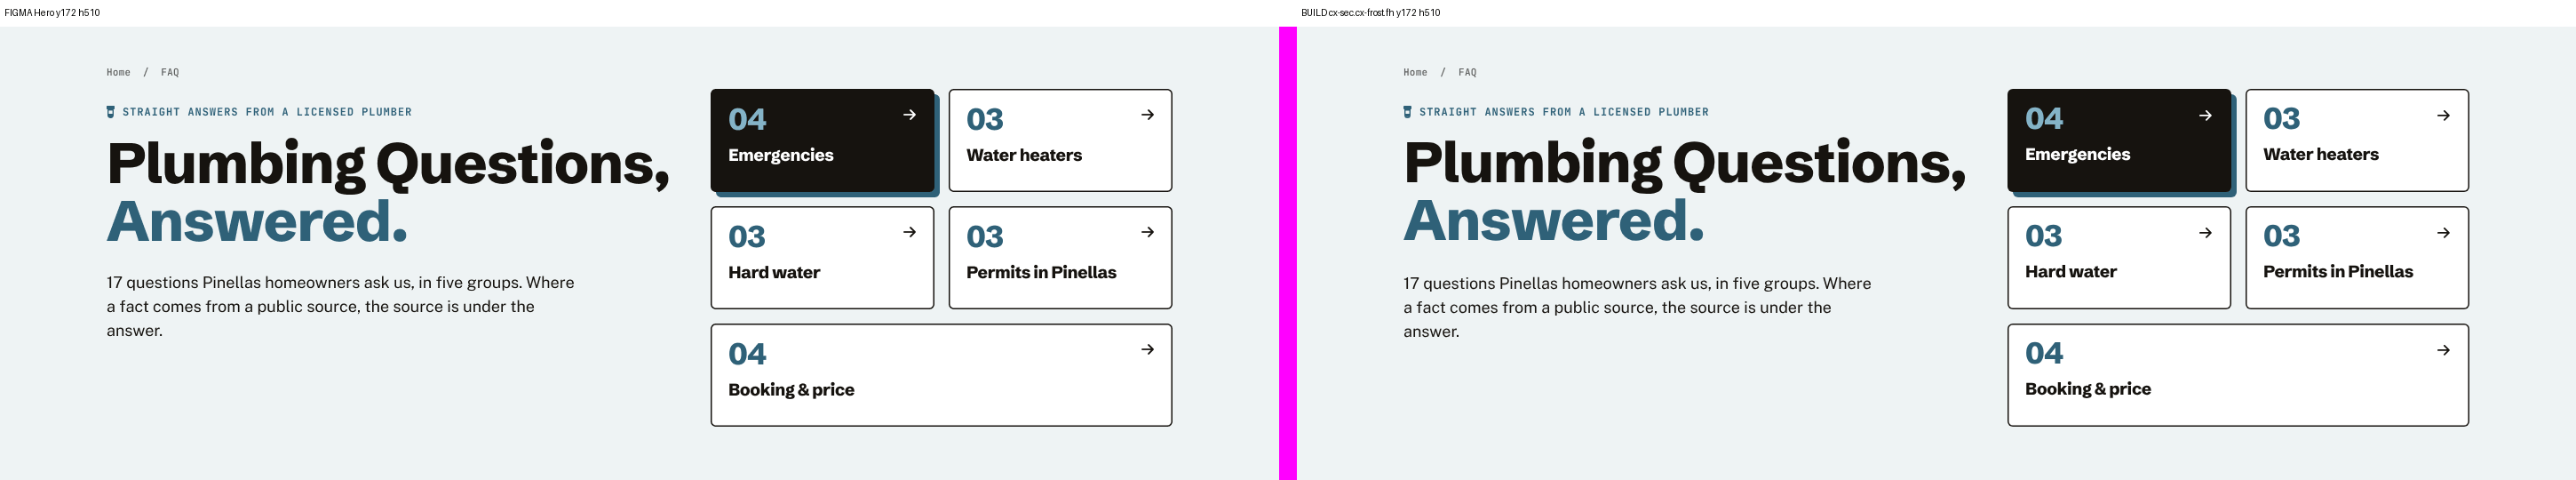 FIGMA Hero y172 h510
Home / FAQ
STRAIGHT ANSWERS FROM A LICENSED PLUMBER
Plumbing Questions,
Answered.
17 questions Pinellas homeowners ask us, in five groups. Where
a fact comes from a public source, the source is under the
answer.
04
Emergencies
03
Water heaters
03
Hard water
03
Permits in Pinellas
04
Booking & price
BUILD cx-sec.cx-frost.fh y172 h510
Home / FAQ
STRAIGHT ANSWERS FROM A LICENSED PLUMBER
Plumbing Questions,
Answered.
17 questions Pinellas homeowners ask us, in five groups. Where
a fact comes from a public source, the source is under the
answer.
04
Emergencies
03
Water heaters
03
Hard water
03
Permits in Pinellas
04
Booking & price